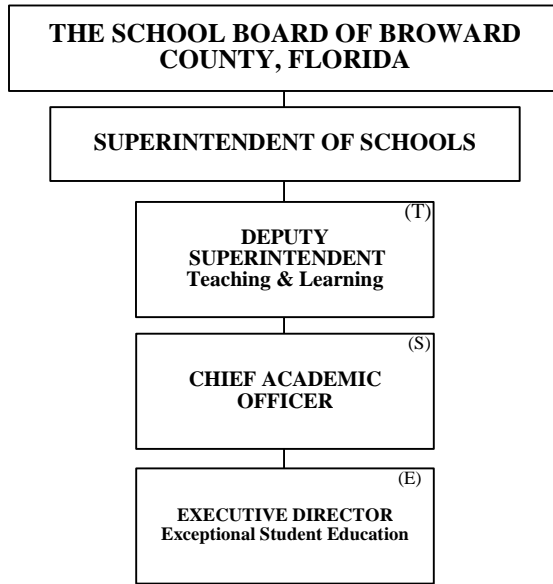 THE SCHOOL BOARD OF BROWARD
COUNTY, FLORIDA
SUPERINTENDENT OF SCHOOLS
(T)
DEPUTY
SUPERINTENDENT
Teaching & Learning
(S)
CHIEF ACADEMIC
OFFICER
(E)
EXECUTIVE DIRECTOR
Exceptional Student Education